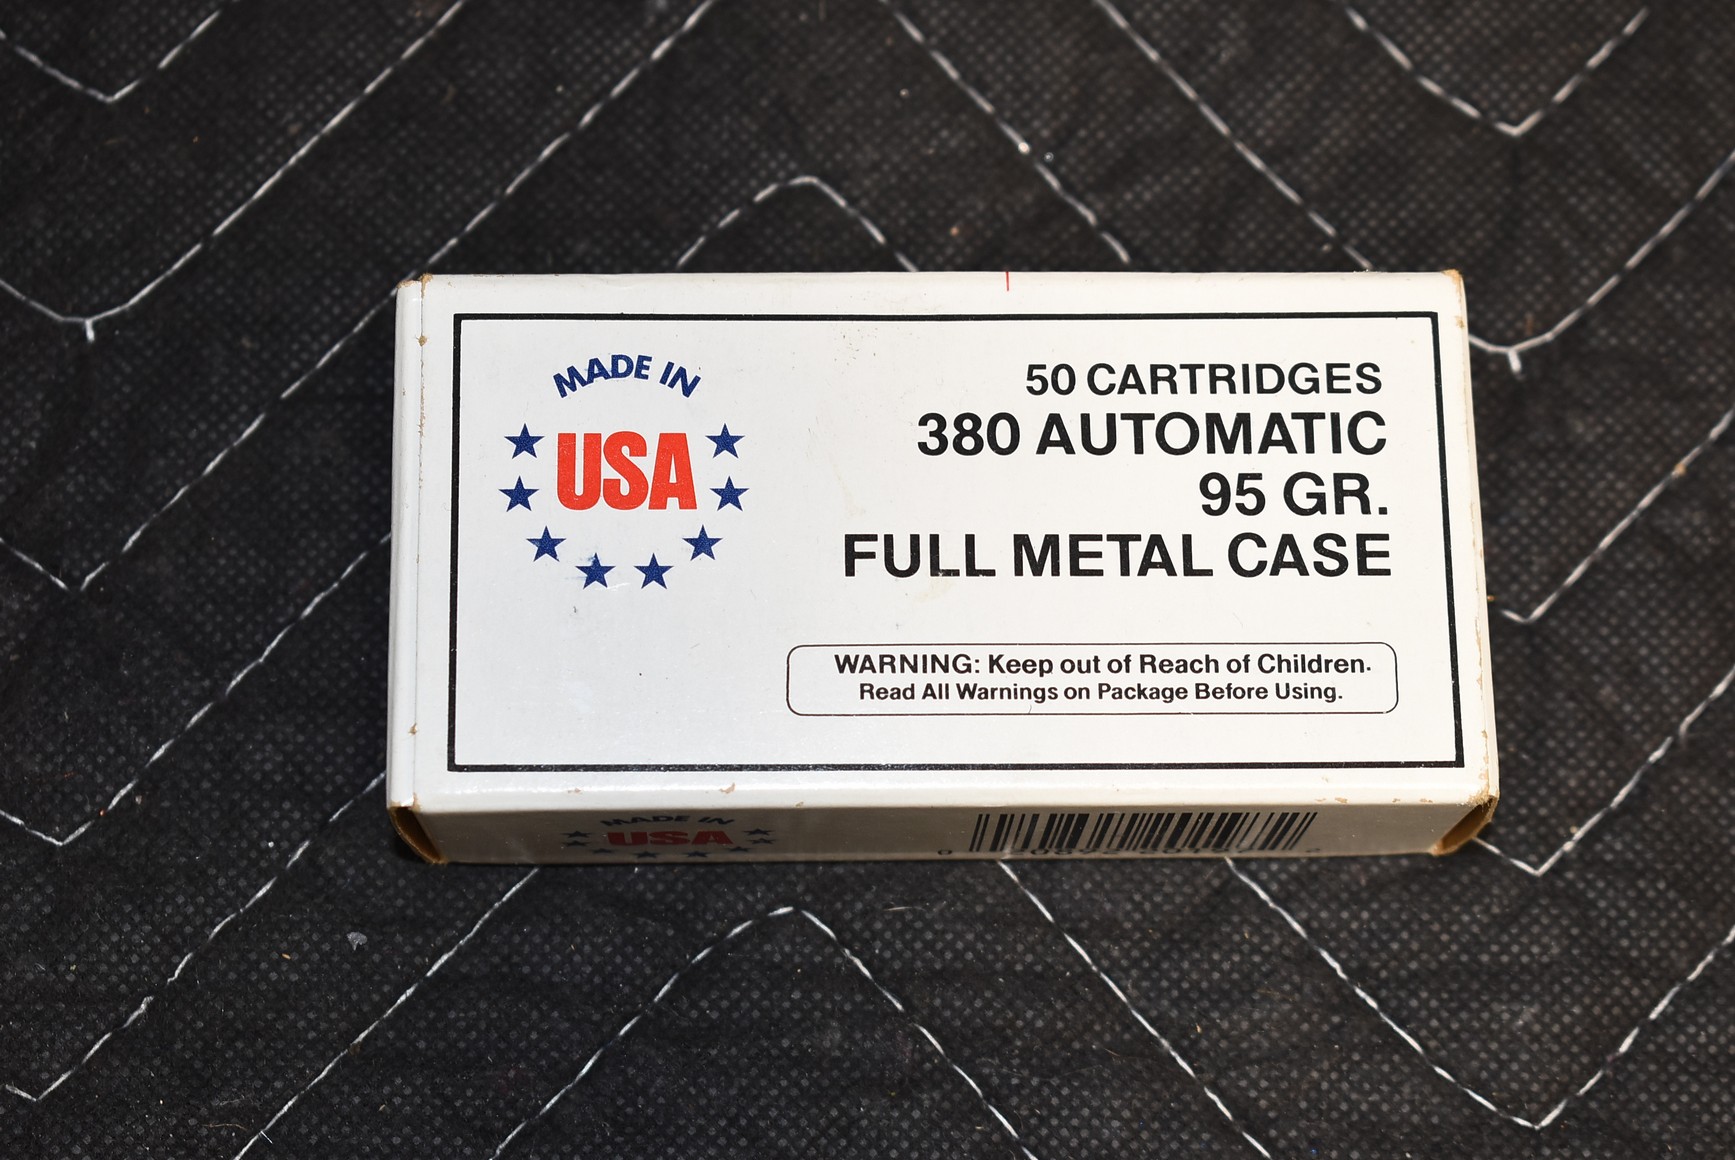 MADE IN
USA
50 CARTRIDGES
380 AUTOMATIC
95 GR.
FULL METAL CASE
WARNING: Keep out of Reach of Children.
Read All Warnings on Package Before Using.
MADE IN
USA